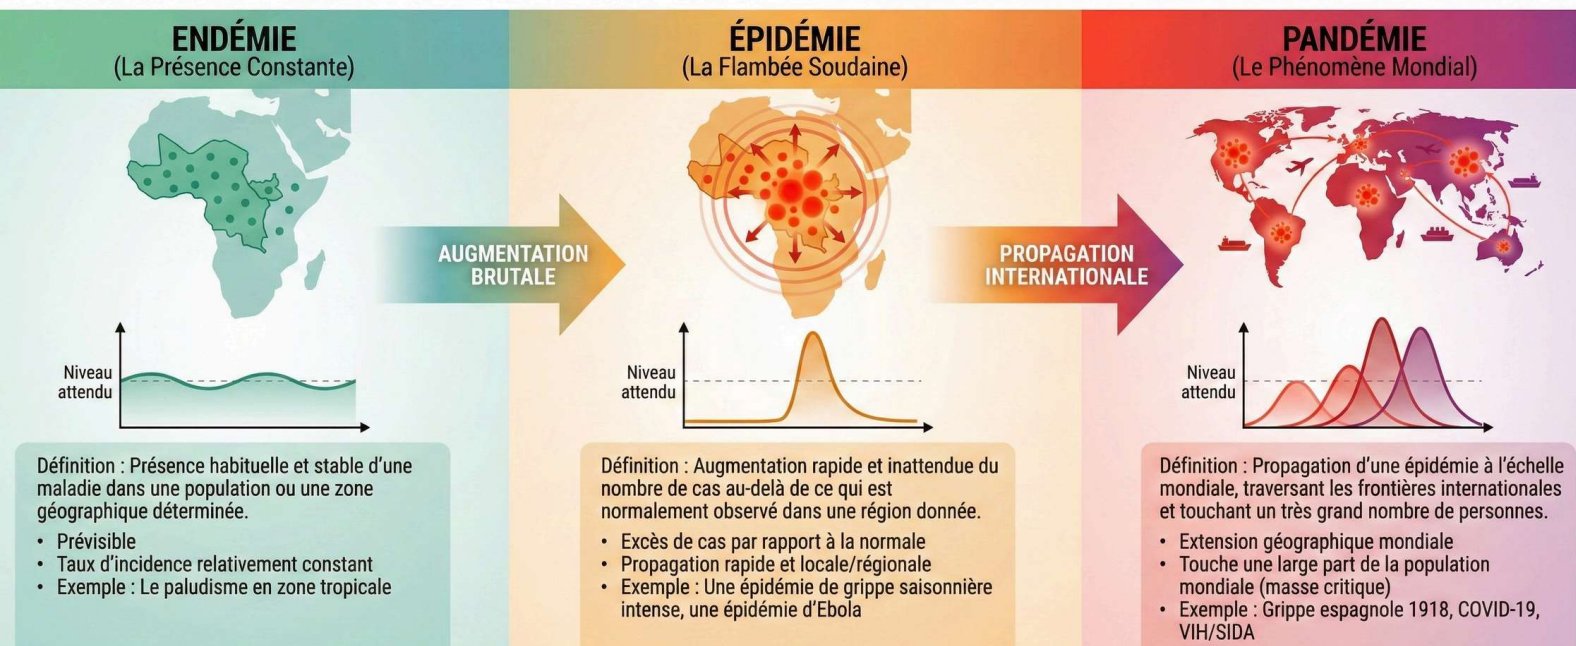 ENDÉMIE
(La Présence Constante)
ÉPIDÉMIE
(La Flambée Soudaine)
PANDÉMIE
(Le Phénomène Mondial)
AUGMENTATION
BRUTALE
PROPAGATION
INTERNATIONALE
Niveau
attendu
Niveau
attendu
Niveau
attendu
Définition : Présence habituelle et stable d’une
maladie dans une population ou une zone
géographique déterminée.
• Prévisible
• Taux d’incidence relativement constant
• Exemple : Le paludisme en zone tropicale
Définition : Augmentation rapide et inattendue du
nombre de cas au-delà de ce qui est
normalement observé dans une région donnée.
• Excès de cas par rapport à la normale
• Propagation rapide et locale/régionale
• Exemple : Une épidémie de grippe saisonnière
intense, une épidémie d’Ebola
Définition : Propagation d’une épidémie à l’échelle
mondiale, traversant les frontières internationales
et touchant un très grand nombre de personnes.
• Extension géographique mondiale
• Touche une large part de la population
mondiale (masse critique)
• Exemple : Grippe espagnole 1918, COVID-19,
VIH/SIDA